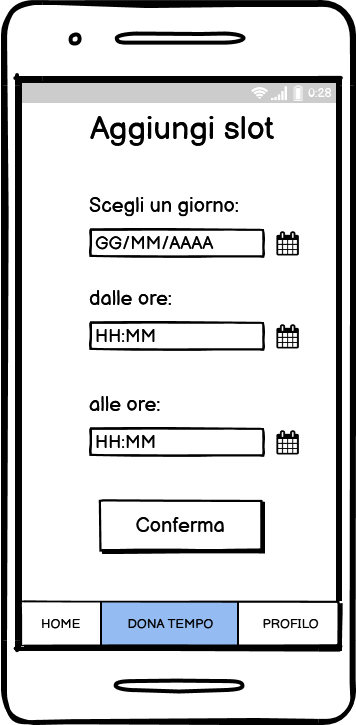 0:28
Aggiungi slot
Scegli un giorno:
GG/MM/AAAA
dalle ore:
HH:MM
alle ore:
HH:MM
Conferma
HOME DONA TEMPO PROFILO